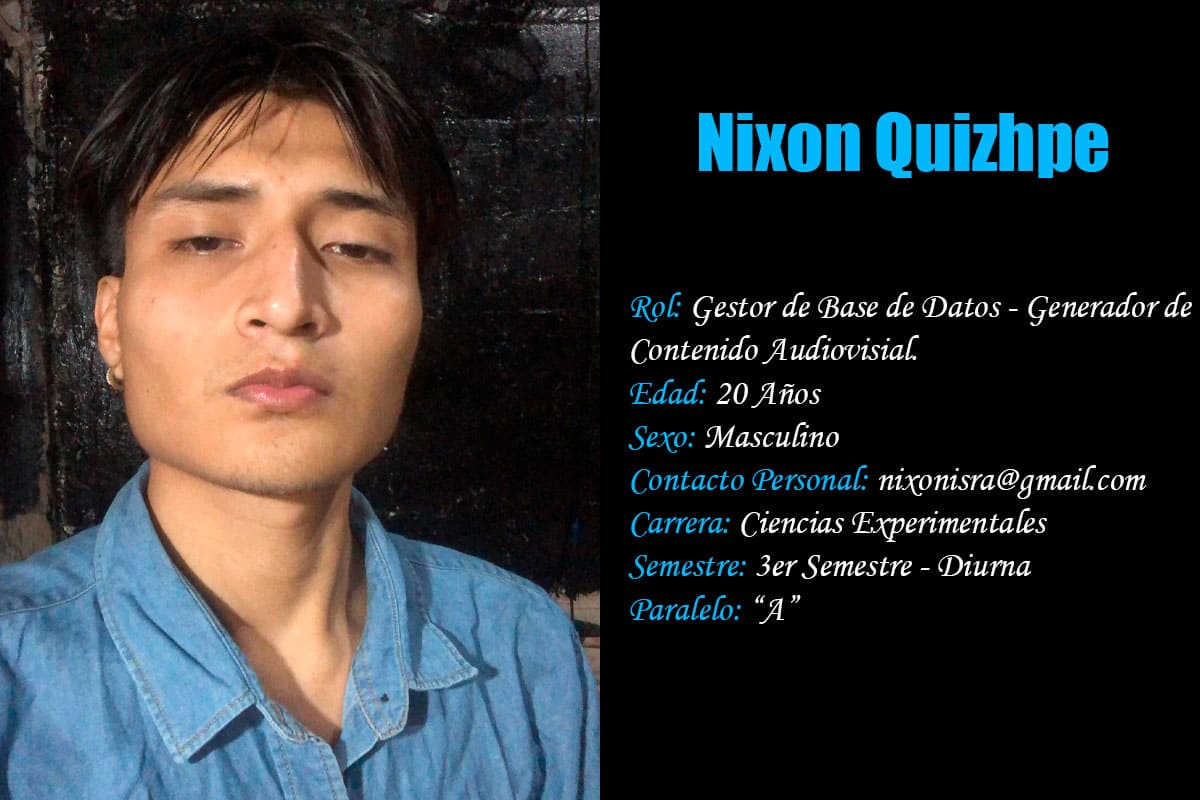 Nixon Quizhpe
Rol: Gestor de Base de Datos - Generador de
Contenido Audiovisial.
Edad: 20 Años
Sexo: Masculino
Contacto Personal: nixonisra@gmail.com
Carrera: Ciencias Experimentales
Semestre: 3er Semestre - Diurna
Paralelo: “A”